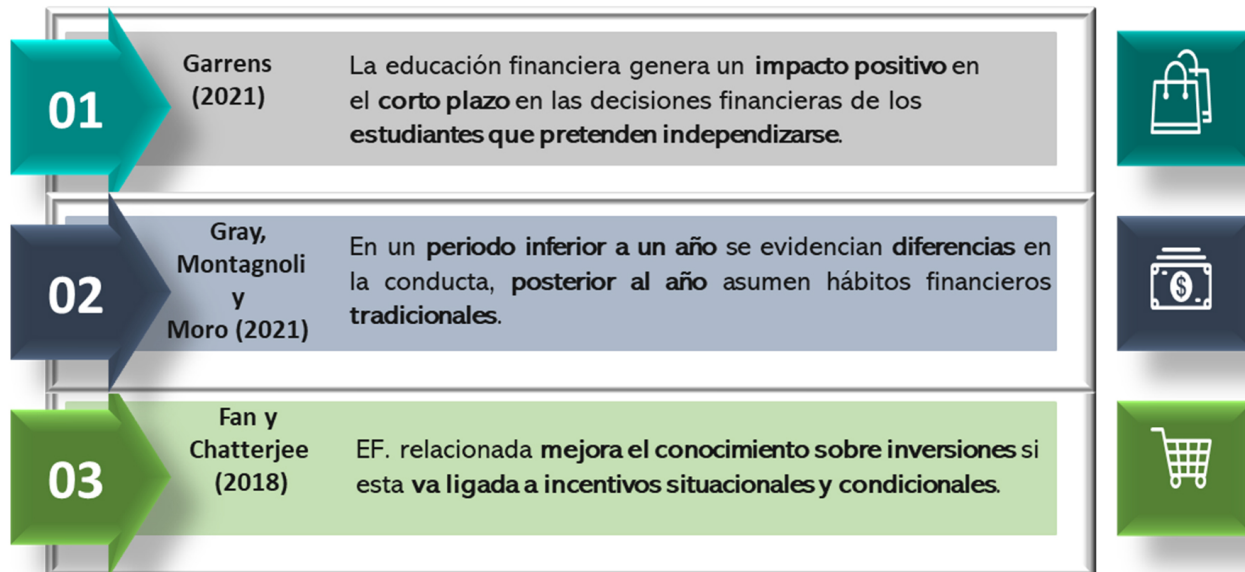 01
Garrens
(2021)
La educación financiera genera un impacto positivo en
el corto plazo en las decisiones financieras de los
estudiantes que pretenden independizarse.
02
Gray,
Montagnoli
y
Moro (2021)
En un periodo inferior a un año se evidencian diferencias en
la conducta, posterior al año asumen hábitos financieros
tradicionales.
$
03
Fan y
Chatterjee
(2018)
EF. relacionada mejora el conocimiento sobre inversiones si
esta va ligada a incentivos situacionales y condicionales.